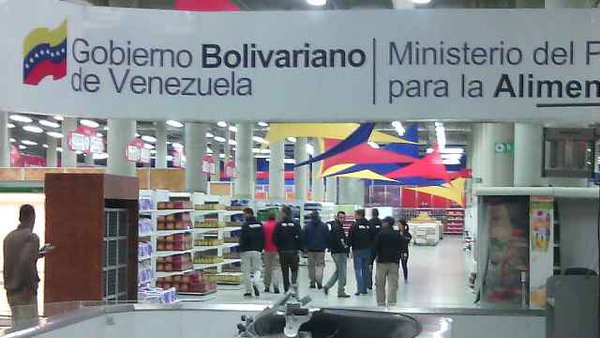 Gobierno Bolivariano
de Venezuela
Ministerio del P
para la Alimen